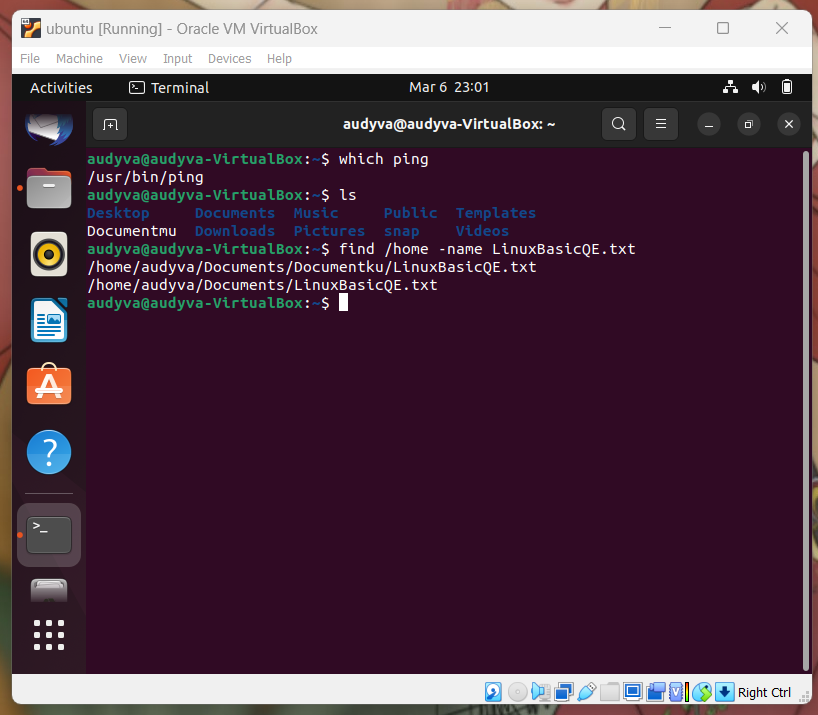 ubuntu [Running] - Oracle VM VirtualBox
File Machine View Input Devices Help
Activities Terminal Mar 6 23:01
audyva@audyva-VirtualBox: ~
audyva@audyva-VirtualBox:~$ which ping
/usr/bin/ping
audyva@audyva-VirtualBox:~$ ls
Desktop Documents Music Public Templates
Documentmu Downloads Pictures snap Videos
audyva@audyva-VirtualBox:~$ find /home -name LinuxBasicQE.txt
/home/audyva/Documents/Documentku/LinuxBasicQE.txt
/home/audyva/Documents/LinuxBasicQE.txt
audyva@audyva-VirtualBox:~$
Right Ctrl